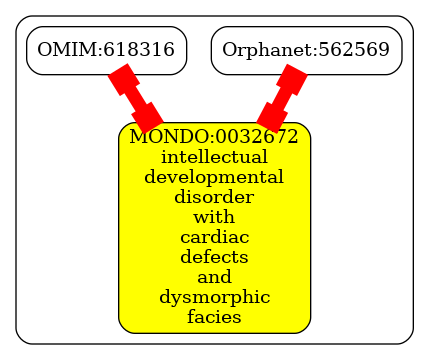 OMIM:618316
Orphanet:562569
MONDO:0032672
intellectual
developmental
disorder
with
cardiac
defects
and
dysmorphic
facies